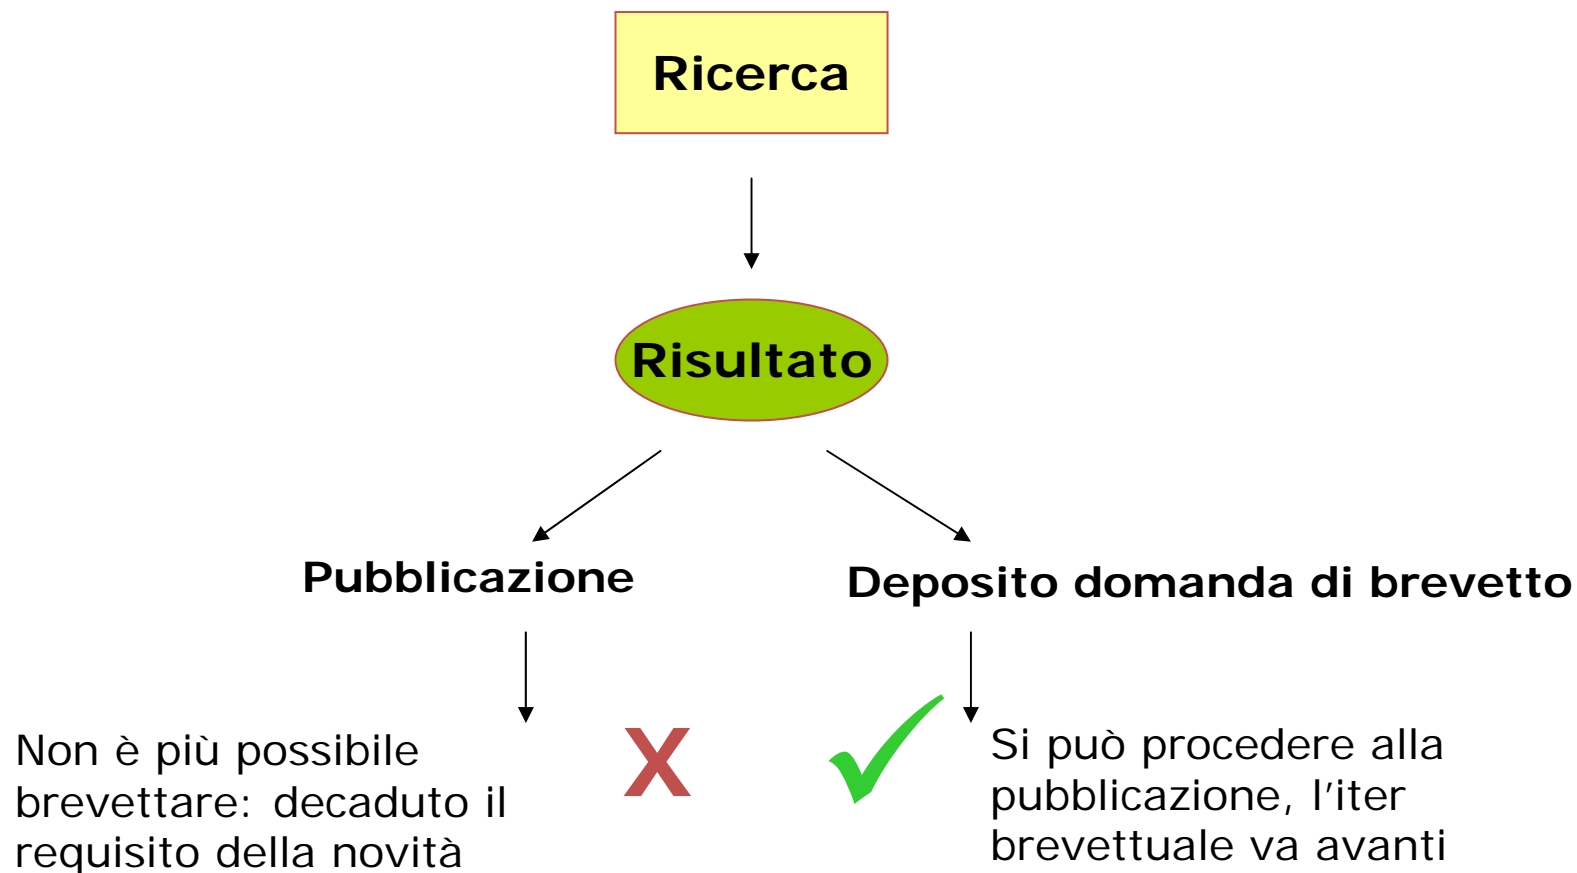 Ricerca
Risultato
Pubblicazione
Deposito domanda di brevetto
Non è più possibile
brevettare: decaduto il
requisito della novità
X
Si può procedere alla
pubblicazione, l’iter
brevettuale va avanti